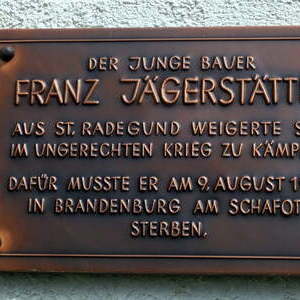 DER JUNGE BAUER
FRANZ JÄGERSTÄTT
AUS ST. RADEGUND WEIGERTE S
IM UNGERECHTEN KRIEG ZU KÄMP
DAFÜR MUSSTE ER AM 9. AUGUST 1
IN BRANDENBURG AM SCHAFOT
STERBEN.